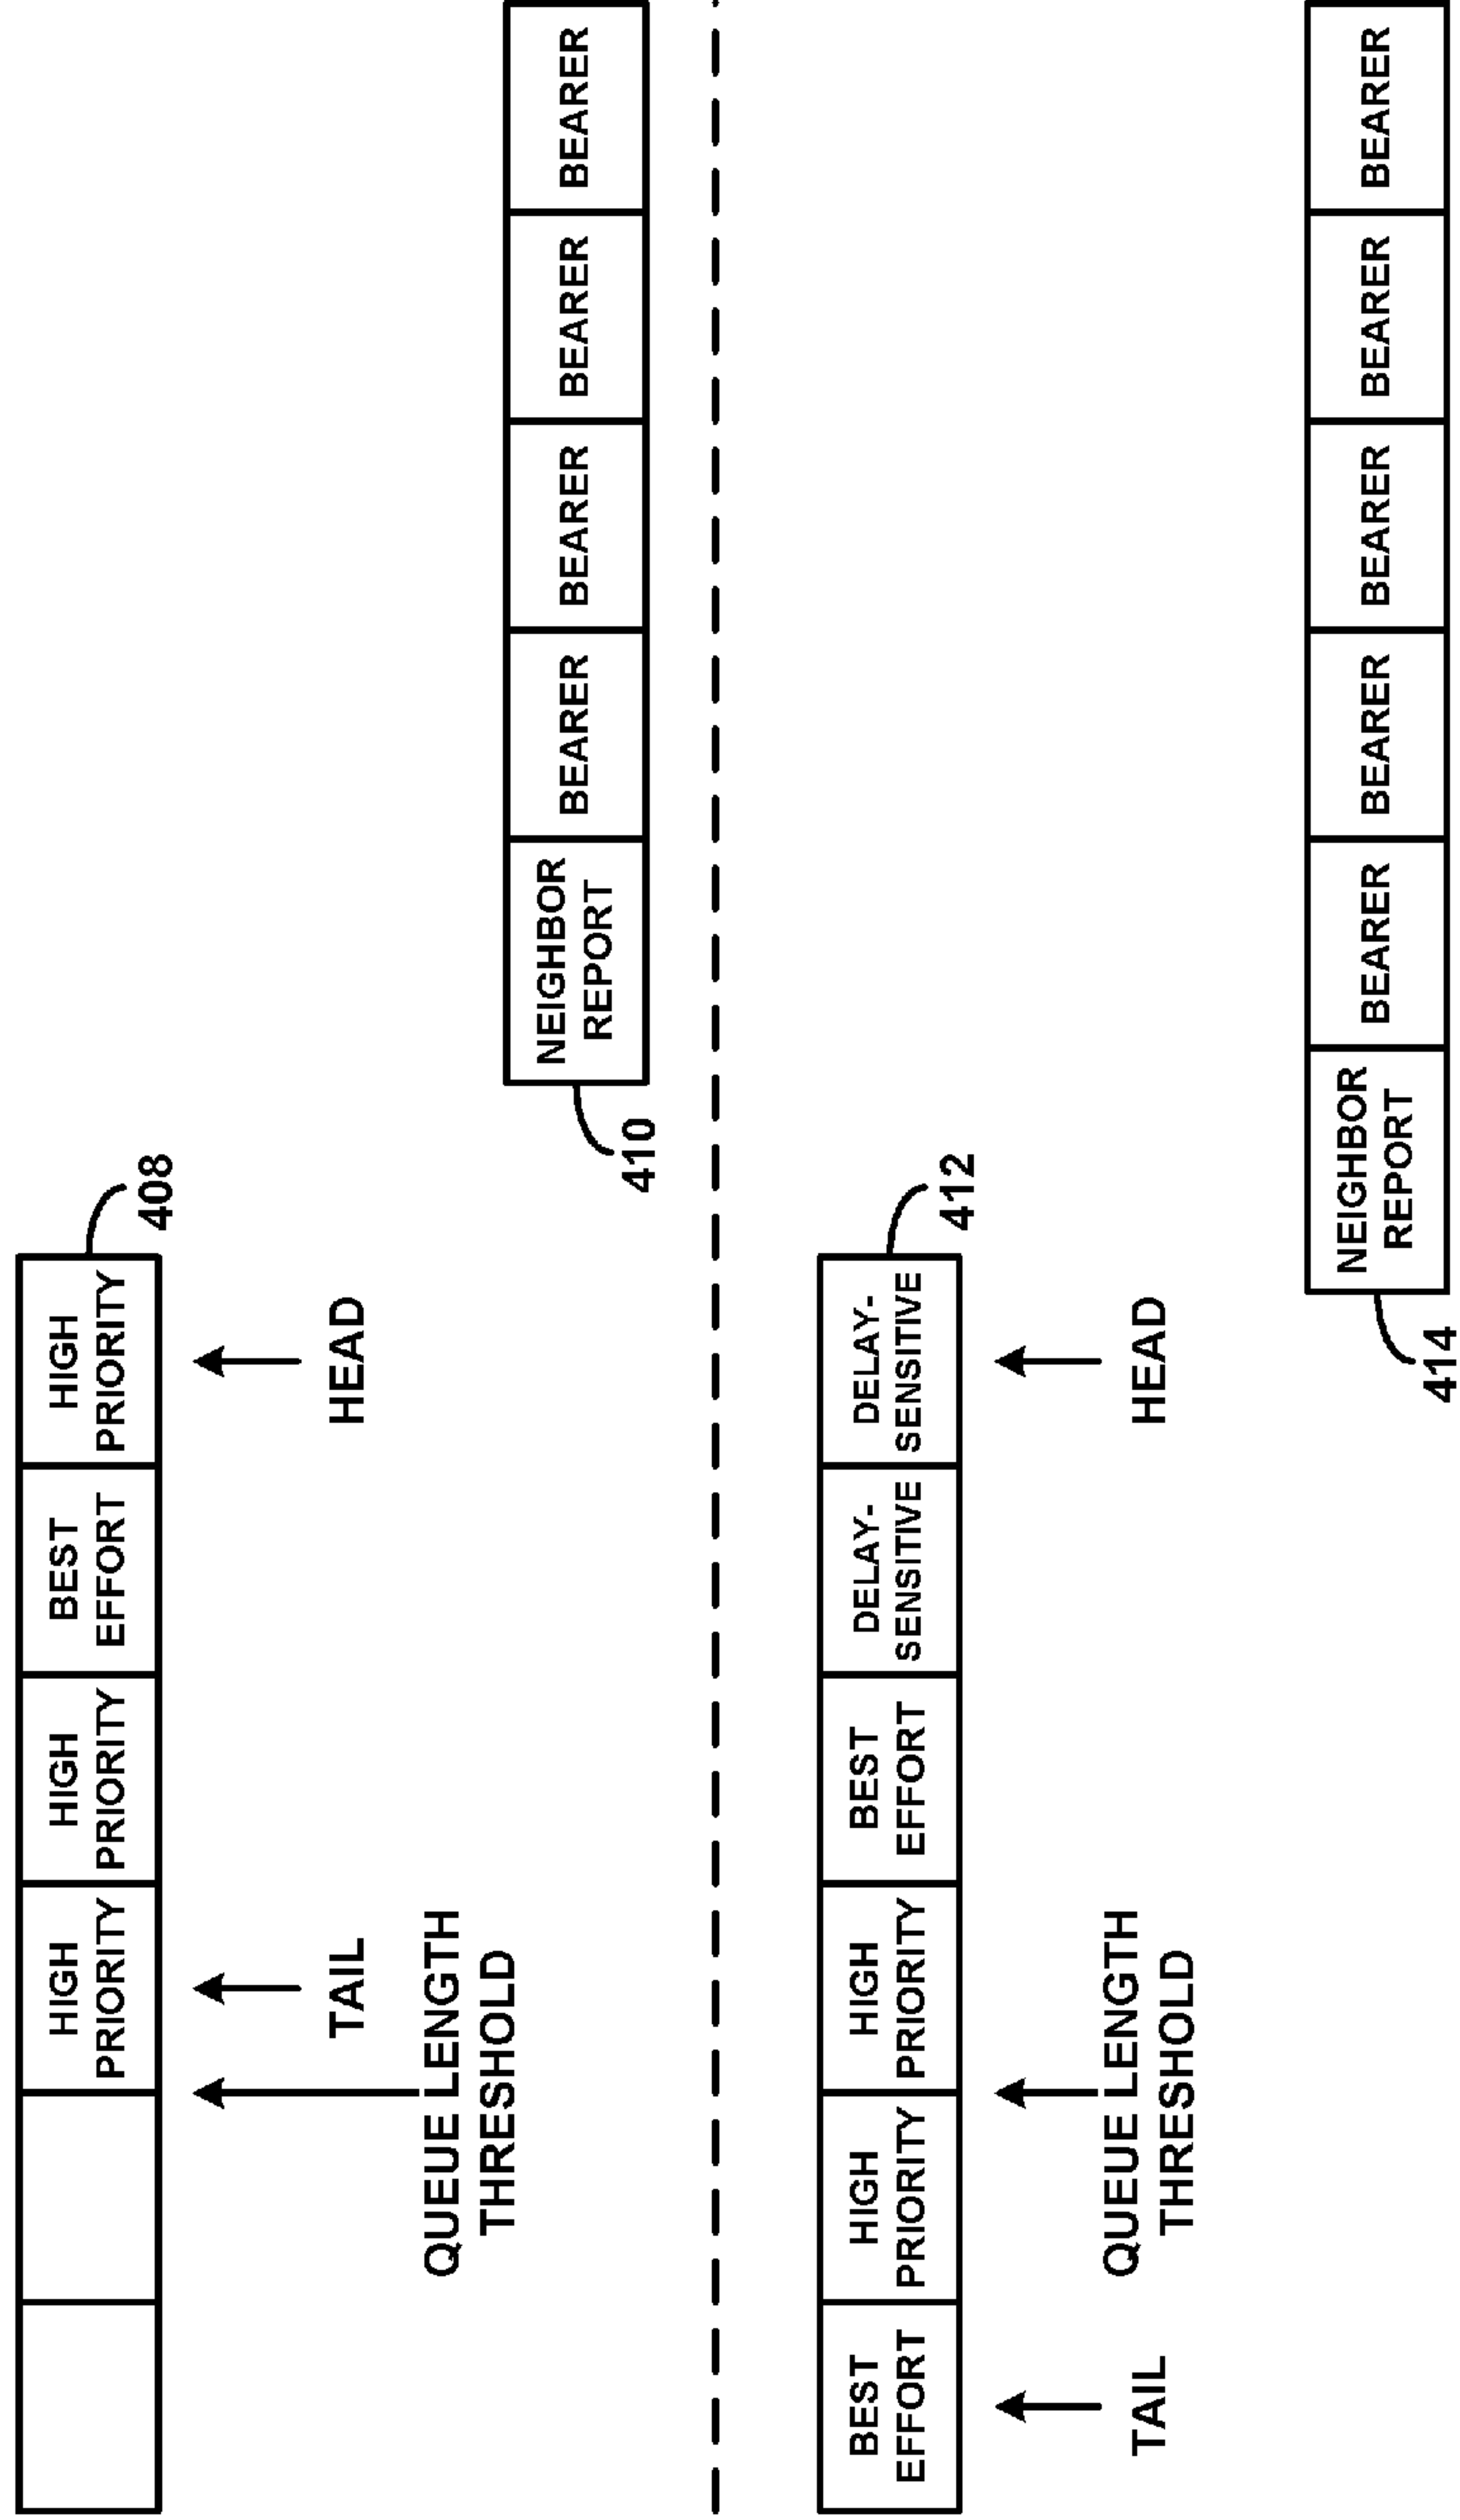 HIGH
PRIORITY
HIGH
PRIORITY
BEST
EFFORT
HIGH
PRIORITY
408
TAIL
HEAD
QUEUE LENGTH
THRESHOLD
410
NEIGHBOR
REPORT
BEARER
BEARER
BEARER
BEARER
BEST
EFFORT
HIGH
PRIORITY
HIGH
PRIORITY
BEST
EFFORT
DELAY-
SENSITIVE
DELAY-
SENSITIVE
412
TAIL
QUEUE LENGTH
THRESHOLD
HEAD
414
NEIGHBOR
REPORT
BEARER
BEARER
BEARER
BEARER
BEARER